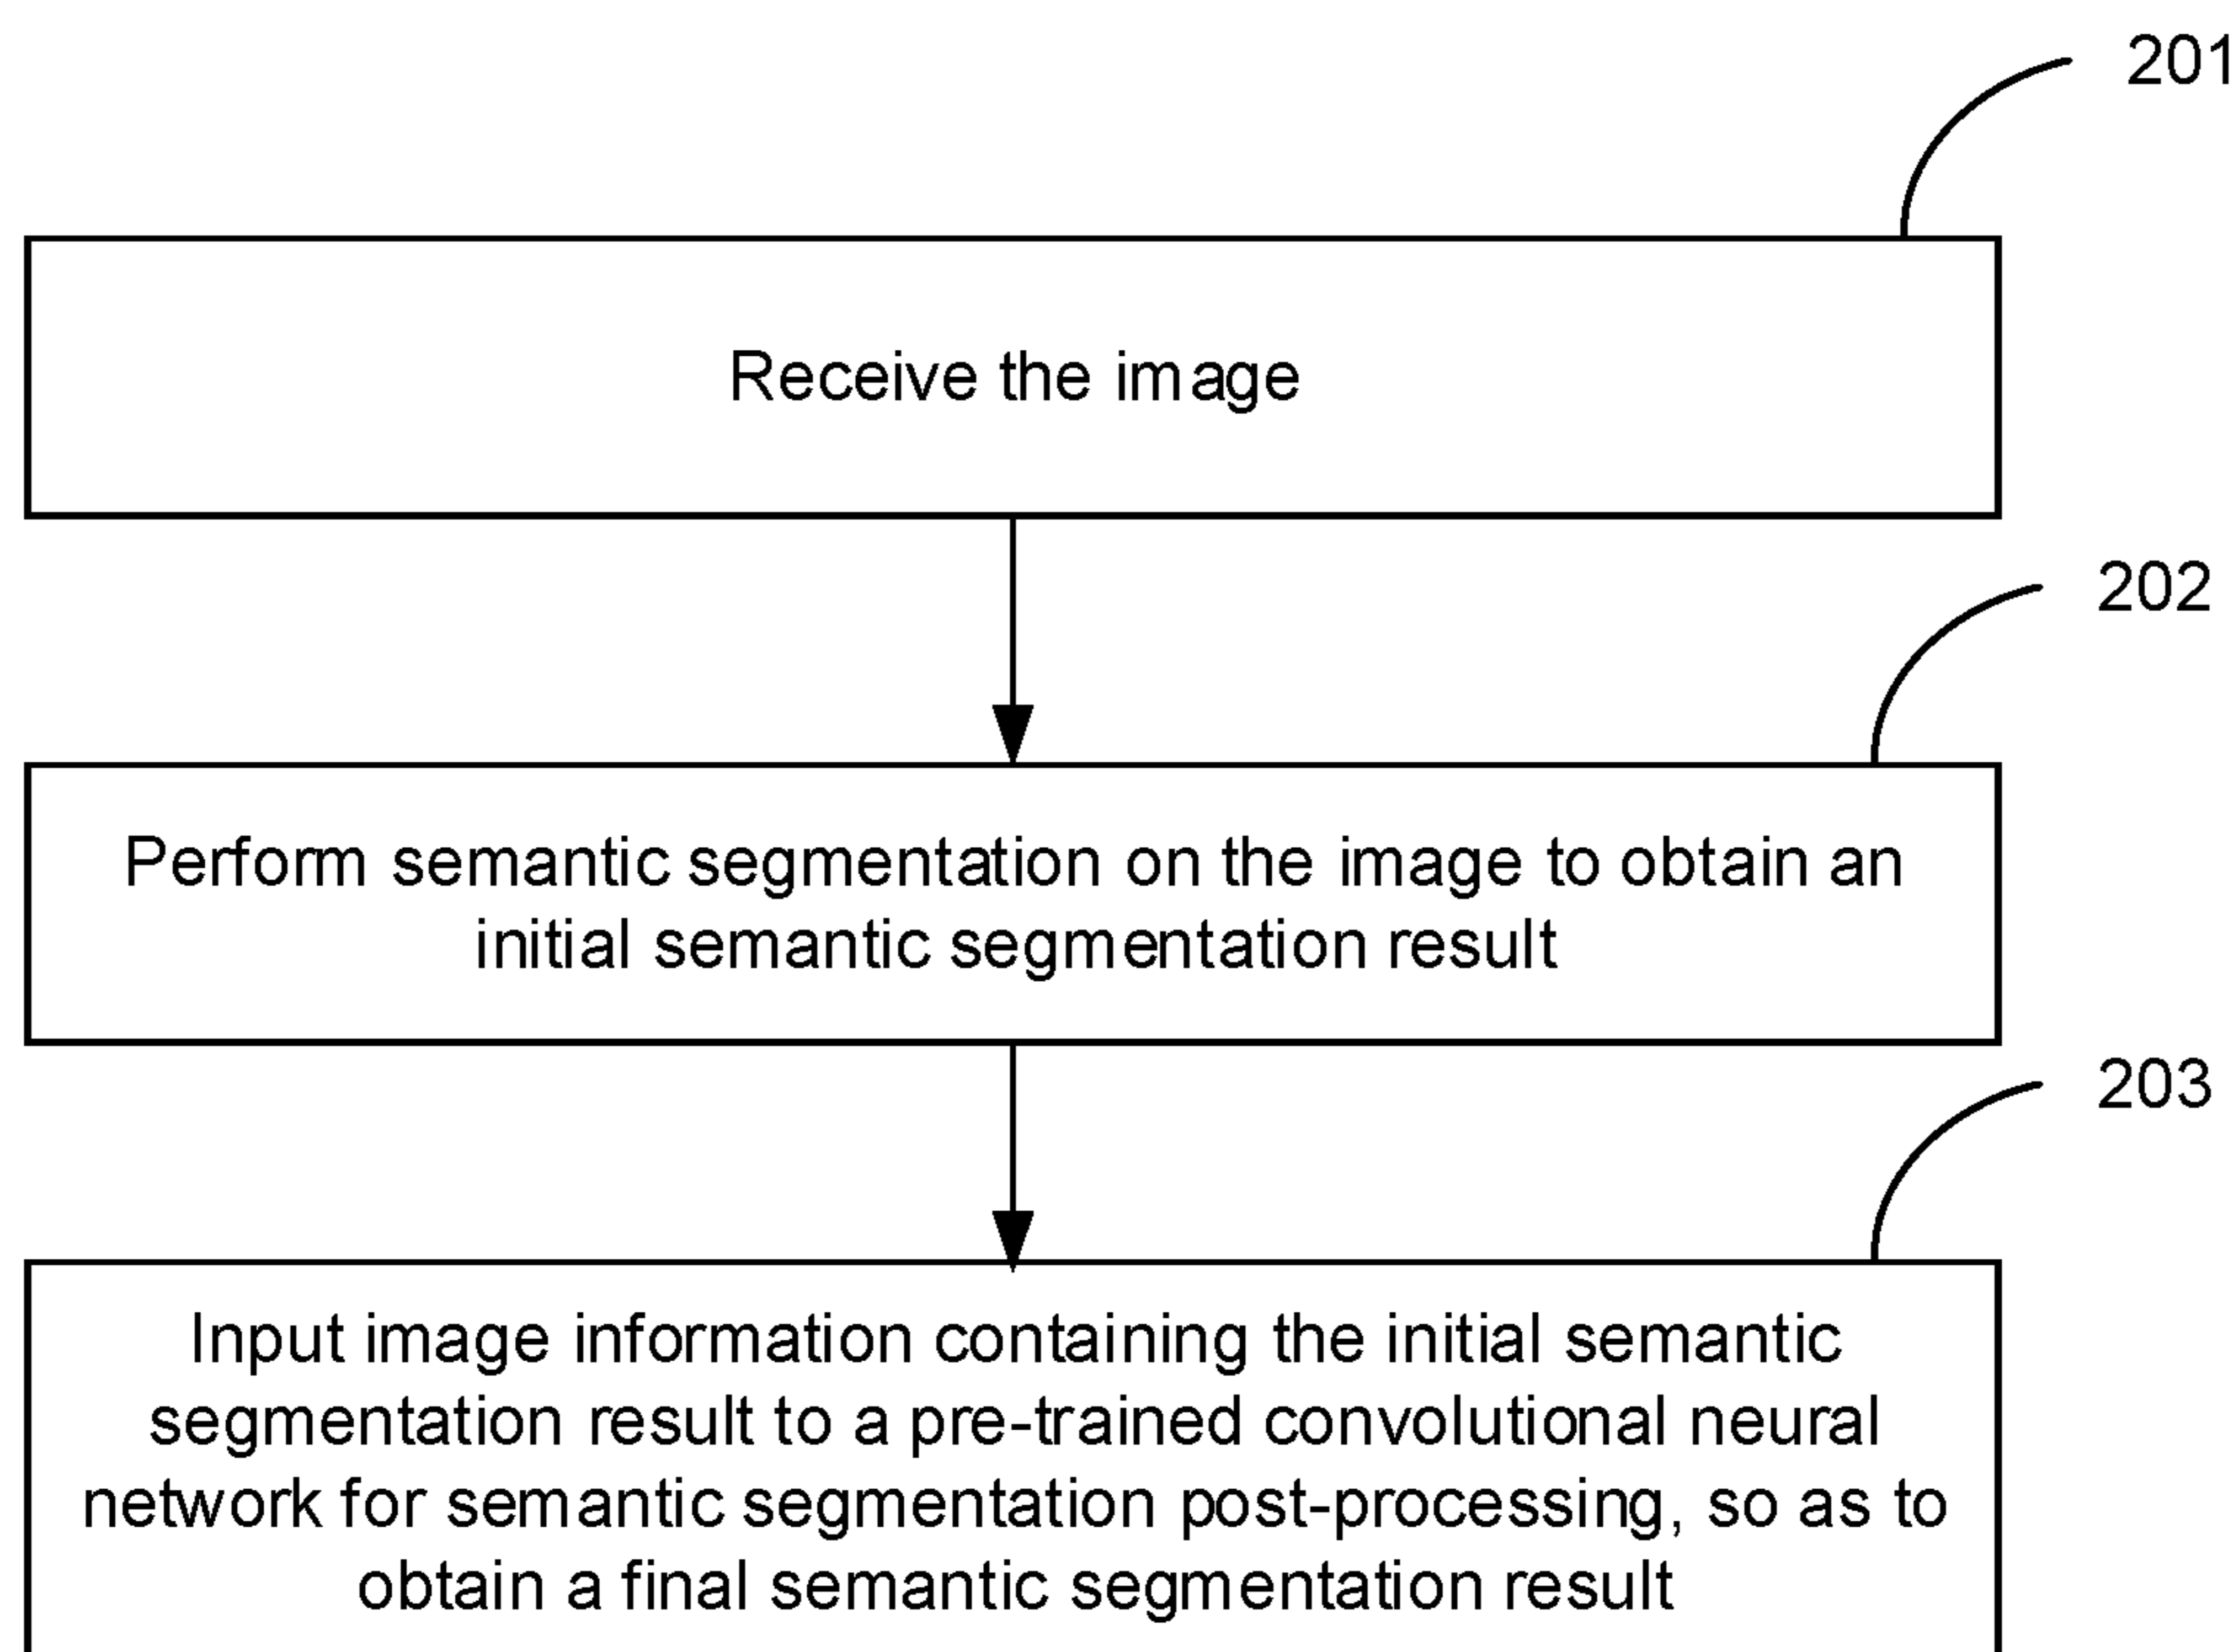 201
Receive the image
202
Perform semantic segmentation on the image to obtain an
initial semantic segmentation result
203
Input image information containing the initial semantic
segmentation result to a pre-trained convolutional neural
network for semantic segmentation post-processing, so as to
obtain a final semantic segmentation result